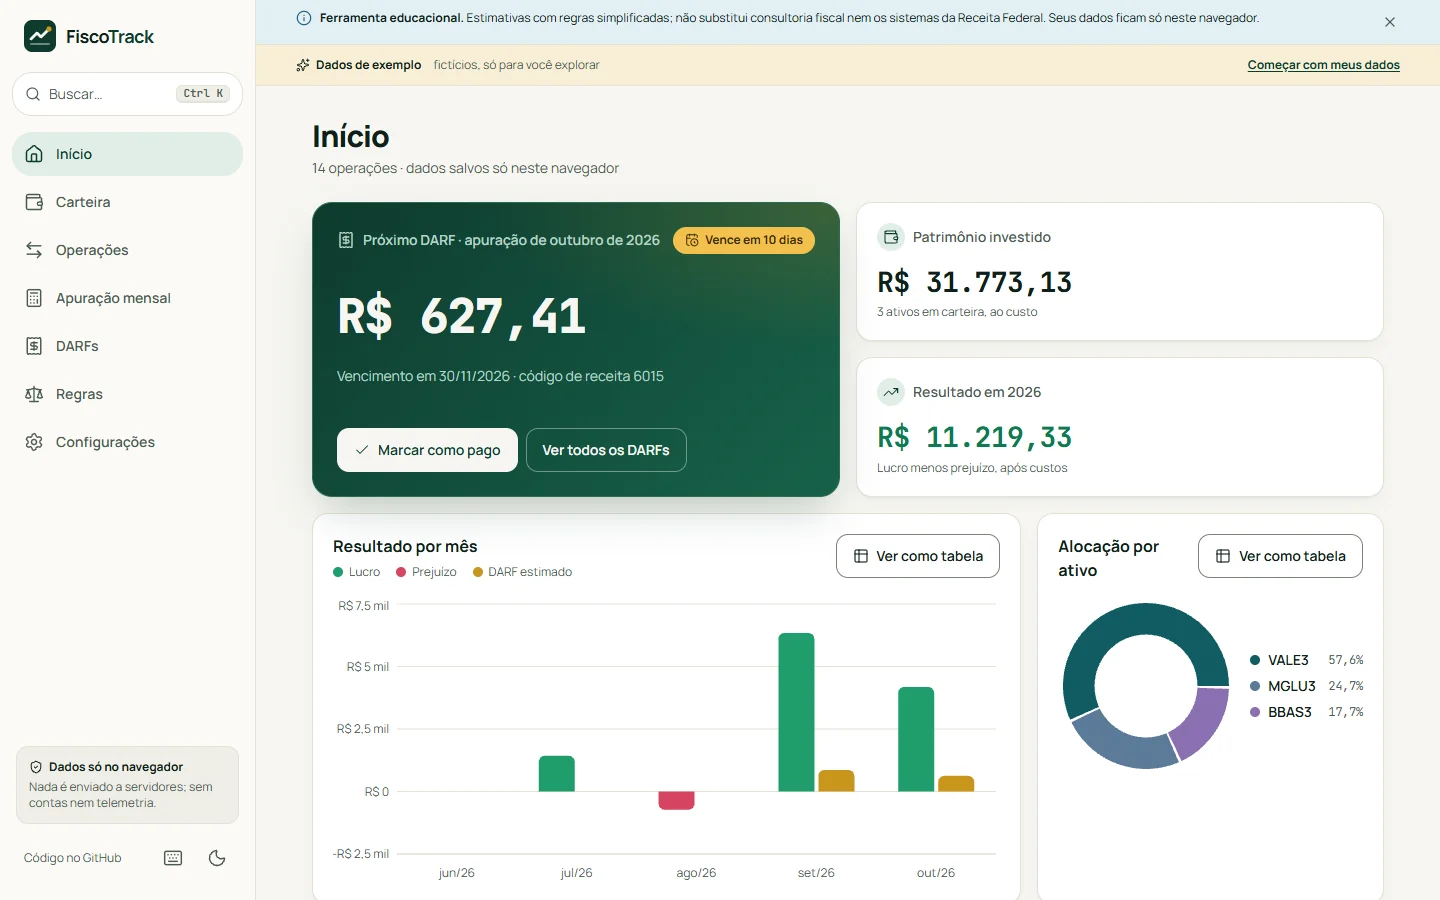 FiscoTrack
Buscar...
Ctrl K
Início
Carteira
Operações
Apuração mensal
DARFs
Regras
Configurações
Dados só no navegador
Nada é enviado a servidores; sem
contas nem telemetria.
Código no GitHub
Ferramenta educacional. Estimativas com regras simplificadas; não substitui consultoria fiscal nem os sistemas da Receita Federal. Seus dados ficam só neste navegador.
Dados de exemplo fictícios, só para você explorar
Começar com meus dados
Início
14 operações · dados salvos só neste navegador
Próximo DARF · apuração de outubro de 2026
Vence em 10 dias
R$ 627,41
Vencimento em 30/11/2026 · código de receita 6015
Marcar como pago
Ver todos os DARFs
Patrimônio investido
R$ 31.773,13
3 ativos em carteira, ao custo
Resultado em 2026
R$ 11.219,33
Lucro menos prejuízo, após custos
Resultado por mês
Lucro
Prejuízo
DARF estimado
Ver como tabela
R$ 7,5 mil
R$ 5 mil
R$ 2,5 mil
R$ 0
-R$ 2,5 mil
jun/26
jul/26
ago/26
set/26
out/26
Alocação por
ativo
Ver como tabela
VALE3 57,6%
MGLU3 24,7%
BBAS3 17,7%